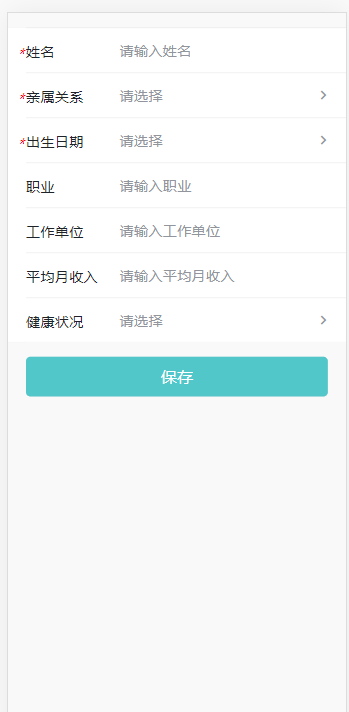 *姓名 请输入姓名
*亲属关系 请选择
*出生日期 请选择
职业 请输入职业
工作单位 请输入工作单位
平均月收入 请输入平均月收入
健康状况 请选择
保存